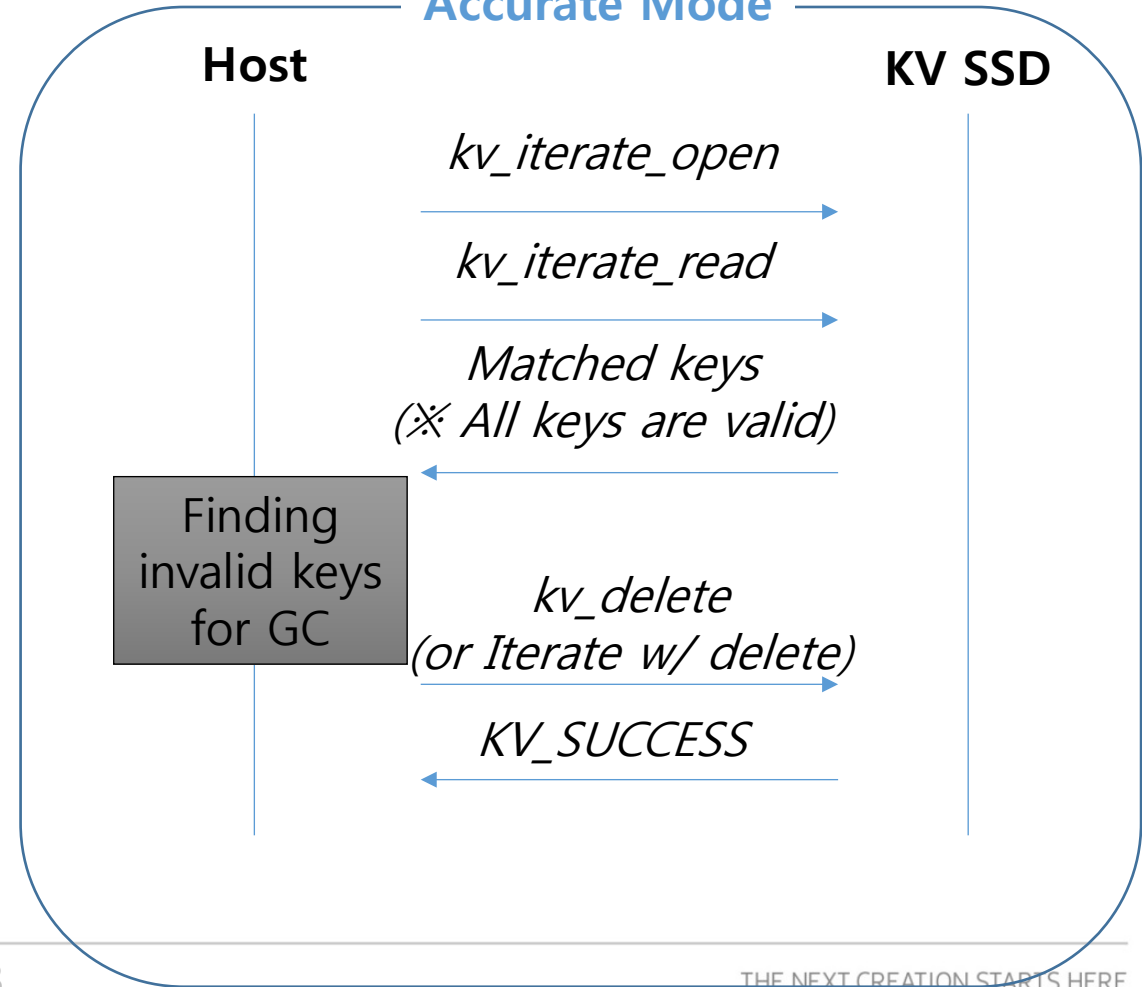 Accurate Mode
Host
KV SSD
kv_iterate_open
kv_iterate_read
Matched keys
(※ All keys are valid)
Finding
invalid keys
for GC
kv_delete
(or Iterate w/ delete)
KV_SUCCESS
THE NEXT CREATION STARTS HERE